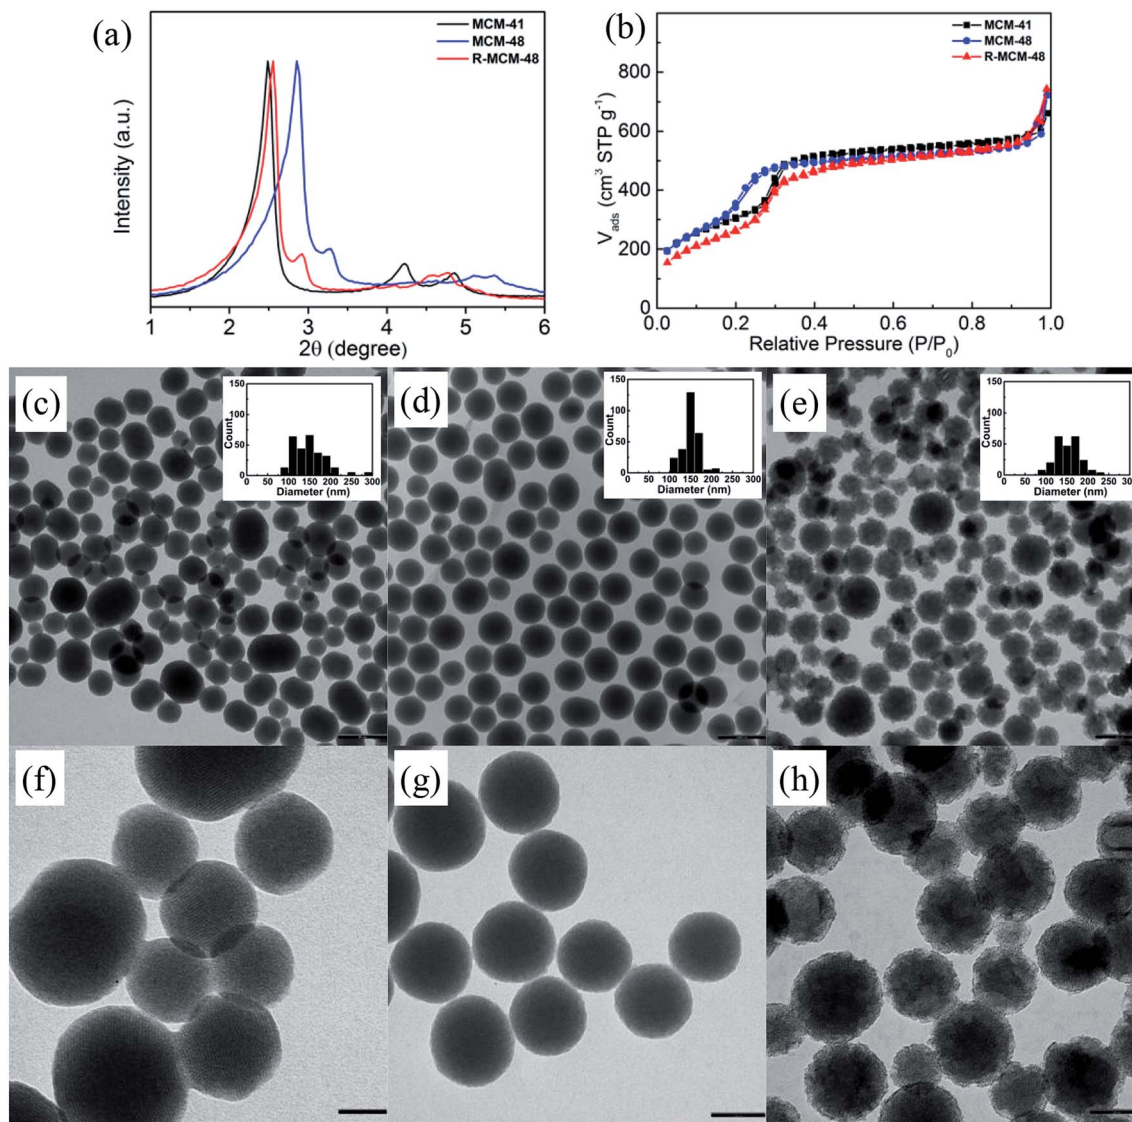 (a)
MCM-41
MCM-48
R-MCM-48
Intensity (a.u.)
1 2 3 4 5 6
2θ (degree)
(b)
MCM-41
MCM-48
R-MCM-48
V_ads (cm³ STP g⁻¹)
800
600
400
200
0
0.0 0.2 0.4 0.6 0.8 1.0
Relative Pressure (P/P₀)
(c)
Count
150
100
50
0
0 50 100 150 200 250 300
Diameter (nm)
(d)
Count
150
100
50
0
0 50 100 150 200 250 300
Diameter (nm)
(e)
Count
150
100
50
0
0 50 100 150 200 250 300
Diameter (nm)
(f)
(g)
(h)